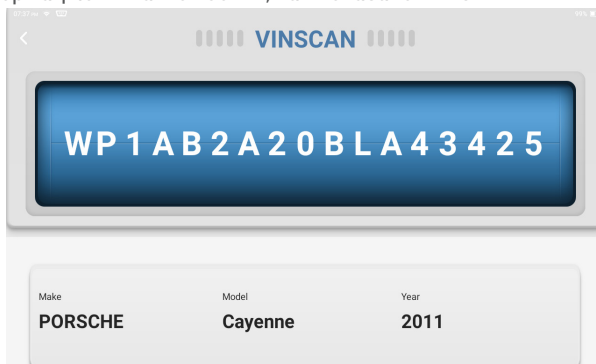 VINSCAN
WP1AB2A20BLA43425
Make Model Year
PORSCHE Cayenne 2011